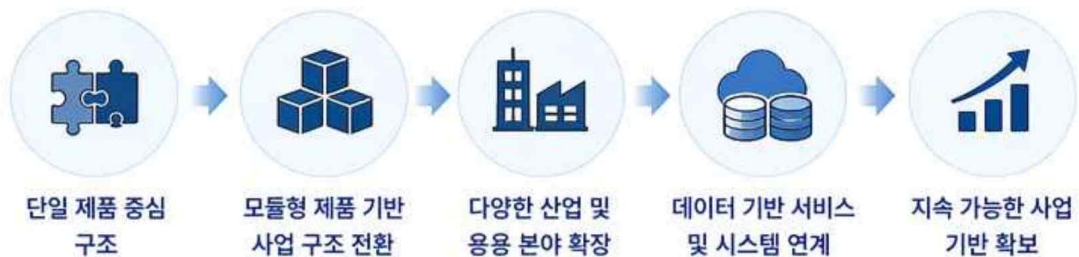 단일 제품 중심
구조
모듈형 제품 기반
사업 구조 전환
다양한 산업 및
용용 본야 확장
데이터 기반 서비스
및 시스템 연계
지속 가능한 사업
기반 확보